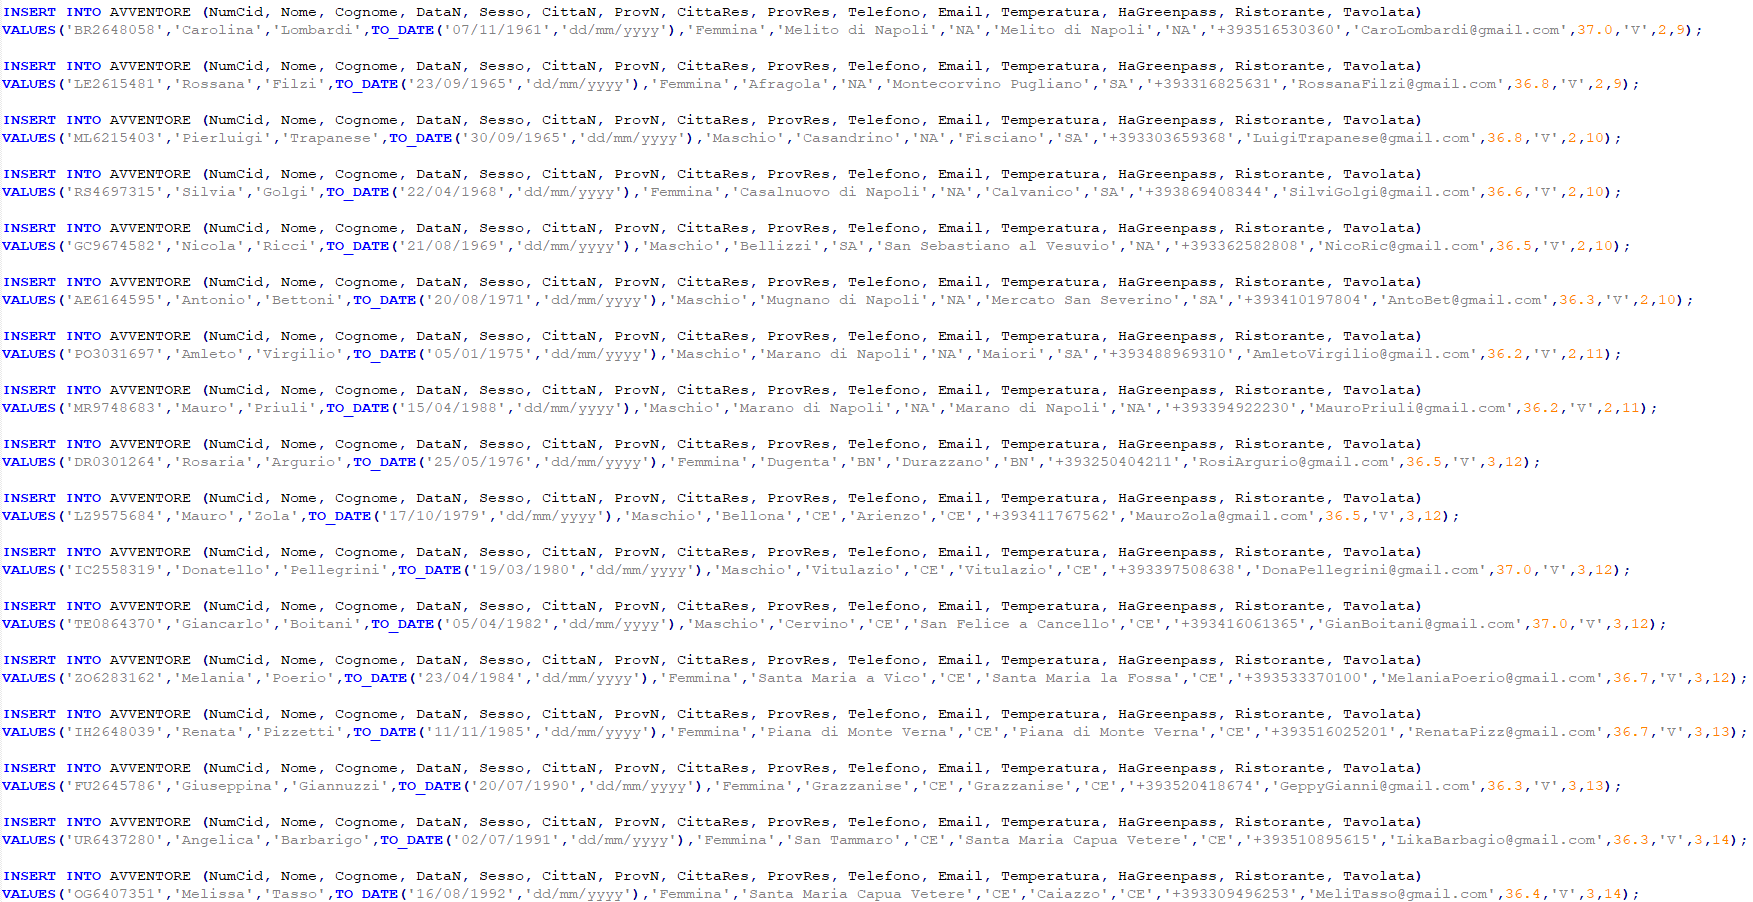 INSERT INTO AVVENTORE (NumCid, Nome, Cognome, DataN, Sesso, CittaN, ProvN, CittaRes, ProvRes, Telefono, Email, Temperatura, HaGreenpass, Ristorante, Tavolata)
VALUES('BR2648058','Carolina','Lombardi',TO_DATE('07/11/1961','dd/mm/yyyy'),'Femmina','Melito di Napoli','NA','Melito di Napoli','NA','+393516530360','CaroLombardi@gmail.com',37.0,'V',2,9);
INSERT INTO AVVENTORE (NumCid, Nome, Cognome, DataN, Sesso, CittaN, ProvN, CittaRes, ProvRes, Telefono, Email, Temperatura, HaGreenpass, Ristorante, Tavolata)
VALUES('LE2615481','Rossana','Filzi',TO_DATE('23/09/1965','dd/mm/yyyy'),'Femmina','Afragola','NA','Montecorvino Pugliano','SA','+393316825631','RossanaFilzi@gmail.com',36.8,'V',2,9);
INSERT INTO AVVENTORE (NumCid, Nome, Cognome, DataN, Sesso, CittaN, ProvN, CittaRes, ProvRes, Telefono, Email, Temperatura, HaGreenpass, Ristorante, Tavolata)
VALUES('ML6215403','Pierluigi','Trapanese',TO_DATE('30/09/1965','dd/mm/yyyy'),'Maschio','Casandrino','NA','Fisciano','SA','+393303659368','LuigiTrapanese@gmail.com',36.8,'V',2,10);
INSERT INTO AVVENTORE (NumCid, Nome, Cognome, DataN, Sesso, CittaN, ProvN, CittaRes, ProvRes, Telefono, Email, Temperatura, HaGreenpass, Ristorante, Tavolata)
VALUES('RS4697315','Silvia','Golgi',TO_DATE('22/04/1968','dd/mm/yyyy'),'Femmina','Casalnuovo di Napoli','NA','Calvanico','SA','+393869408344','SilviGolgi@gmail.com',36.6,'V',2,10);
INSERT INTO AVVENTORE (NumCid, Nome, Cognome, DataN, Sesso, CittaN, ProvN, CittaRes, ProvRes, Telefono, Email, Temperatura, HaGreenpass, Ristorante, Tavolata)
VALUES('GC9674582','Nicola','Ricci',TO_DATE('21/08/1969','dd/mm/yyyy'),'Maschio','Bellizzi','SA','San Sebastiano al Vesuvio','NA','+393362582808','NicoRic@gmail.com',36.5,'V',2,10);
INSERT INTO AVVENTORE (NumCid, Nome, Cognome, DataN, Sesso, CittaN, ProvN, CittaRes, ProvRes, Telefono, Email, Temperatura, HaGreenpass, Ristorante, Tavolata)
VALUES('AE6164595','Antonio','Bettoni',TO_DATE('20/08/1971','dd/mm/yyyy'),'Maschio','Mugnano di Napoli','NA','Mercato San Severino','SA','+393410197804','AntoBet@gmail.com',36.3,'V',2,10);
INSERT INTO AVVENTORE (NumCid, Nome, Cognome, DataN, Sesso, CittaN, ProvN, CittaRes, ProvRes, Telefono, Email, Temperatura, HaGreenpass, Ristorante, Tavolata)
VALUES('PO3031697','Amleto','Virgilio',TO_DATE('05/01/1975','dd/mm/yyyy'),'Maschio','Marano di Napoli','NA','Maiori','SA','+393488969310','AmletoVirgilio@gmail.com',36.2,'V',2,11);
INSERT INTO AVVENTORE (NumCid, Nome, Cognome, DataN, Sesso, CittaN, ProvN, CittaRes, ProvRes, Telefono, Email, Temperatura, HaGreenpass, Ristorante, Tavolata)
VALUES('MR9748683','Mauro','Priuli',TO_DATE('15/04/1988','dd/mm/yyyy'),'Maschio','Marano di Napoli','NA','Marano di Napoli','NA','+393394922230','MauroPriuli@gmail.com',36.2,'V',2,11);
INSERT INTO AVVENTORE (NumCid, Nome, Cognome, DataN, Sesso, CittaN, ProvN, CittaRes, ProvRes, Telefono, Email, Temperatura, HaGreenpass, Ristorante, Tavolata)
VALUES('DR0301264','Rosaria','Argurio',TO_DATE('25/05/1976','dd/mm/yyyy'),'Femmina','Dugenta','BN','Durazzano','BN','+393250404211','RosiArgurio@gmail.com',36.5,'V',3,12);
INSERT INTO AVVENTORE (NumCid, Nome, Cognome, DataN, Sesso, CittaN, ProvN, CittaRes, ProvRes, Telefono, Email, Temperatura, HaGreenpass, Ristorante, Tavolata)
VALUES('LZ9575684','Mauro','Zola',TO_DATE('17/10/1979','dd/mm/yyyy'),'Maschio','Bellona','CE','Arienzo','CE','+393411767562','MauroZola@gmail.com',36.5,'V',3,12);
INSERT INTO AVVENTORE (NumCid, Nome, Cognome, DataN, Sesso, CittaN, ProvN, CittaRes, ProvRes, Telefono, Email, Temperatura, HaGreenpass, Ristorante, Tavolata)
VALUES('IC2558319','Donatello','Pellegrini',TO_DATE('19/03/1980','dd/mm/yyyy'),'Maschio','Vitulazio','CE','Vitulazio','CE','+393397508638','DonaPellegrini@gmail.com',37.0,'V',3,12);
INSERT INTO AVVENTORE (NumCid, Nome, Cognome, DataN, Sesso, CittaN, ProvN, CittaRes, ProvRes, Telefono, Email, Temperatura, HaGreenpass, Ristorante, Tavolata)
VALUES('TE0864370','Giancarlo','Boitani',TO_DATE('05/04/1982','dd/mm/yyyy'),'Maschio','Cervino','CE','San Felice a Cancello','CE','+393416061365','GianBoitani@gmail.com',37.0,'V',3,12);
INSERT INTO AVVENTORE (NumCid, Nome, Cognome, DataN, Sesso, CittaN, ProvN, CittaRes, ProvRes, Telefono, Email, Temperatura, HaGreenpass, Ristorante, Tavolata)
VALUES('ZO6283162','Melania','Poerio',TO_DATE('23/04/1984','dd/mm/yyyy'),'Femmina','Santa Maria a Vico','CE','Santa Maria la Fossa','CE','+393533370100','MelaniaPoerio@gmail.com',36.7,'V',3,12);
INSERT INTO AVVENTORE (NumCid, Nome, Cognome, DataN, Sesso, CittaN, ProvN, CittaRes, ProvRes, Telefono, Email, Temperatura, HaGreenpass, Ristorante, Tavolata)
VALUES('IH2648039','Renata','Pizzetti',TO_DATE('11/11/1985','dd/mm/yyyy'),'Femmina','Piana di Monte Verna','CE','Piana di Monte Verna','CE','+393516025201','RenataPizz@gmail.com',36.7,'V',3,13);
INSERT INTO AVVENTORE (NumCid, Nome, Cognome, DataN, Sesso, CittaN, ProvN, CittaRes, ProvRes, Telefono, Email, Temperatura, HaGreenpass, Ristorante, Tavolata)
VALUES('FU2645786','Giuseppina','Giannuzzi',TO_DATE('20/07/1990','dd/mm/yyyy'),'Femmina','Grazzanise','CE','Grazzanise','CE','+393520418674','GeppyGianni@gmail.com',36.3,'V',3,13);
INSERT INTO AVVENTORE (NumCid, Nome, Cognome, DataN, Sesso, CittaN, ProvN, CittaRes, ProvRes, Telefono, Email, Temperatura, HaGreenpass, Ristorante, Tavolata)
VALUES('UR6437280','Angelica','Barbarigo',TO_DATE('02/07/1991','dd/mm/yyyy'),'Femmina','San Tammaro','CE','Santa Maria Capua Vetere','CE','+393510895615','LikaBarbagio@gmail.com',36.3,'V',3,14);
INSERT INTO AVVENTORE (NumCid, Nome, Cognome, DataN, Sesso, CittaN, ProvN, CittaRes, ProvRes, Telefono, Email, Temperatura, HaGreenpass, Ristorante, Tavolata)
VALUES('OG6407351','Melissa','Tasso',TO_DATE('16/08/1992','dd/mm/yyyy'),'Femmina','Santa Maria Capua Vetere','CE','Caiazzo','CE','+393309496253','MeliTasso@gmail.com',36.4,'V',3,14);